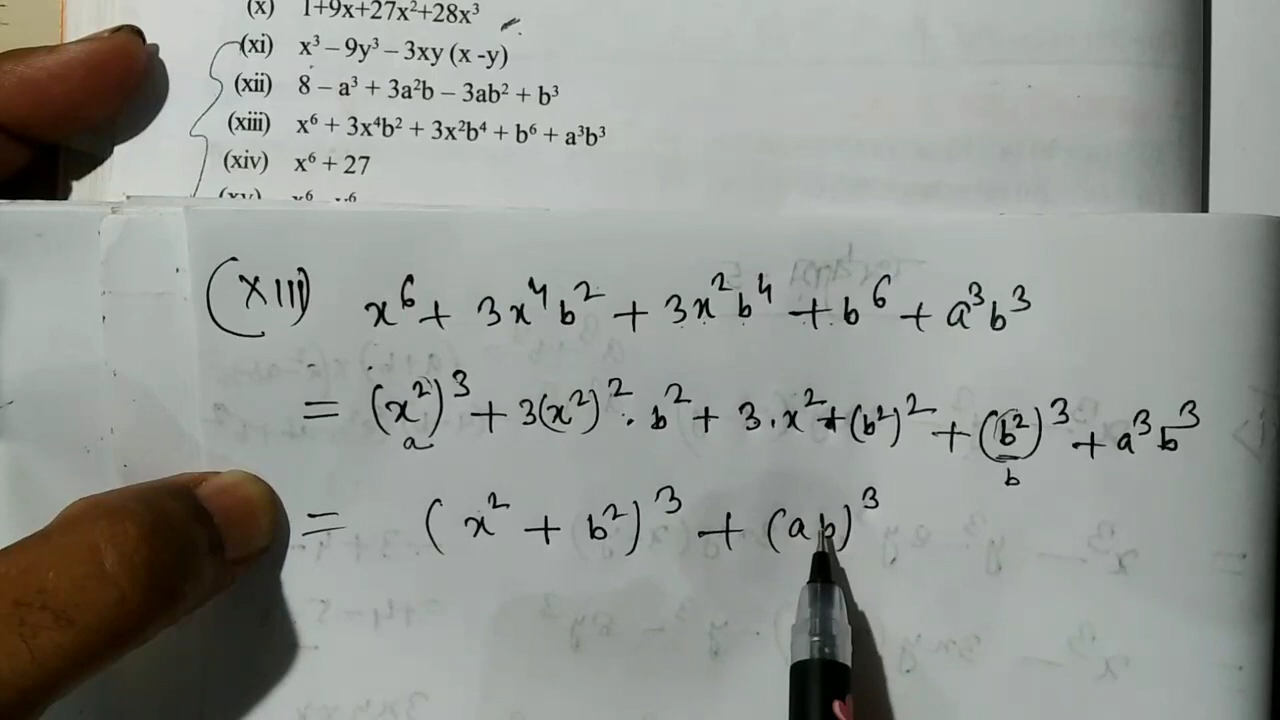 (x) 1+9x+27x²+28x³
(xi) x³ – 9y³ – 3xy (x -y)
(xii) 8 – a³ + 3a²b – 3ab² + b³
(xiii) x⁶ + 3x⁴b² + 3x²b⁴ + b⁶ + a³b³
(xiv) x⁶ + 27
(XIII) x⁶ + 3x⁴b² + 3x²b⁴ + b⁶ + a³b³
= (x²)³ + 3(x²)² · b² + 3.x² + (b²)² + (b²)³ + a³b³
a b
= (x² + b²)³ + (ab)³